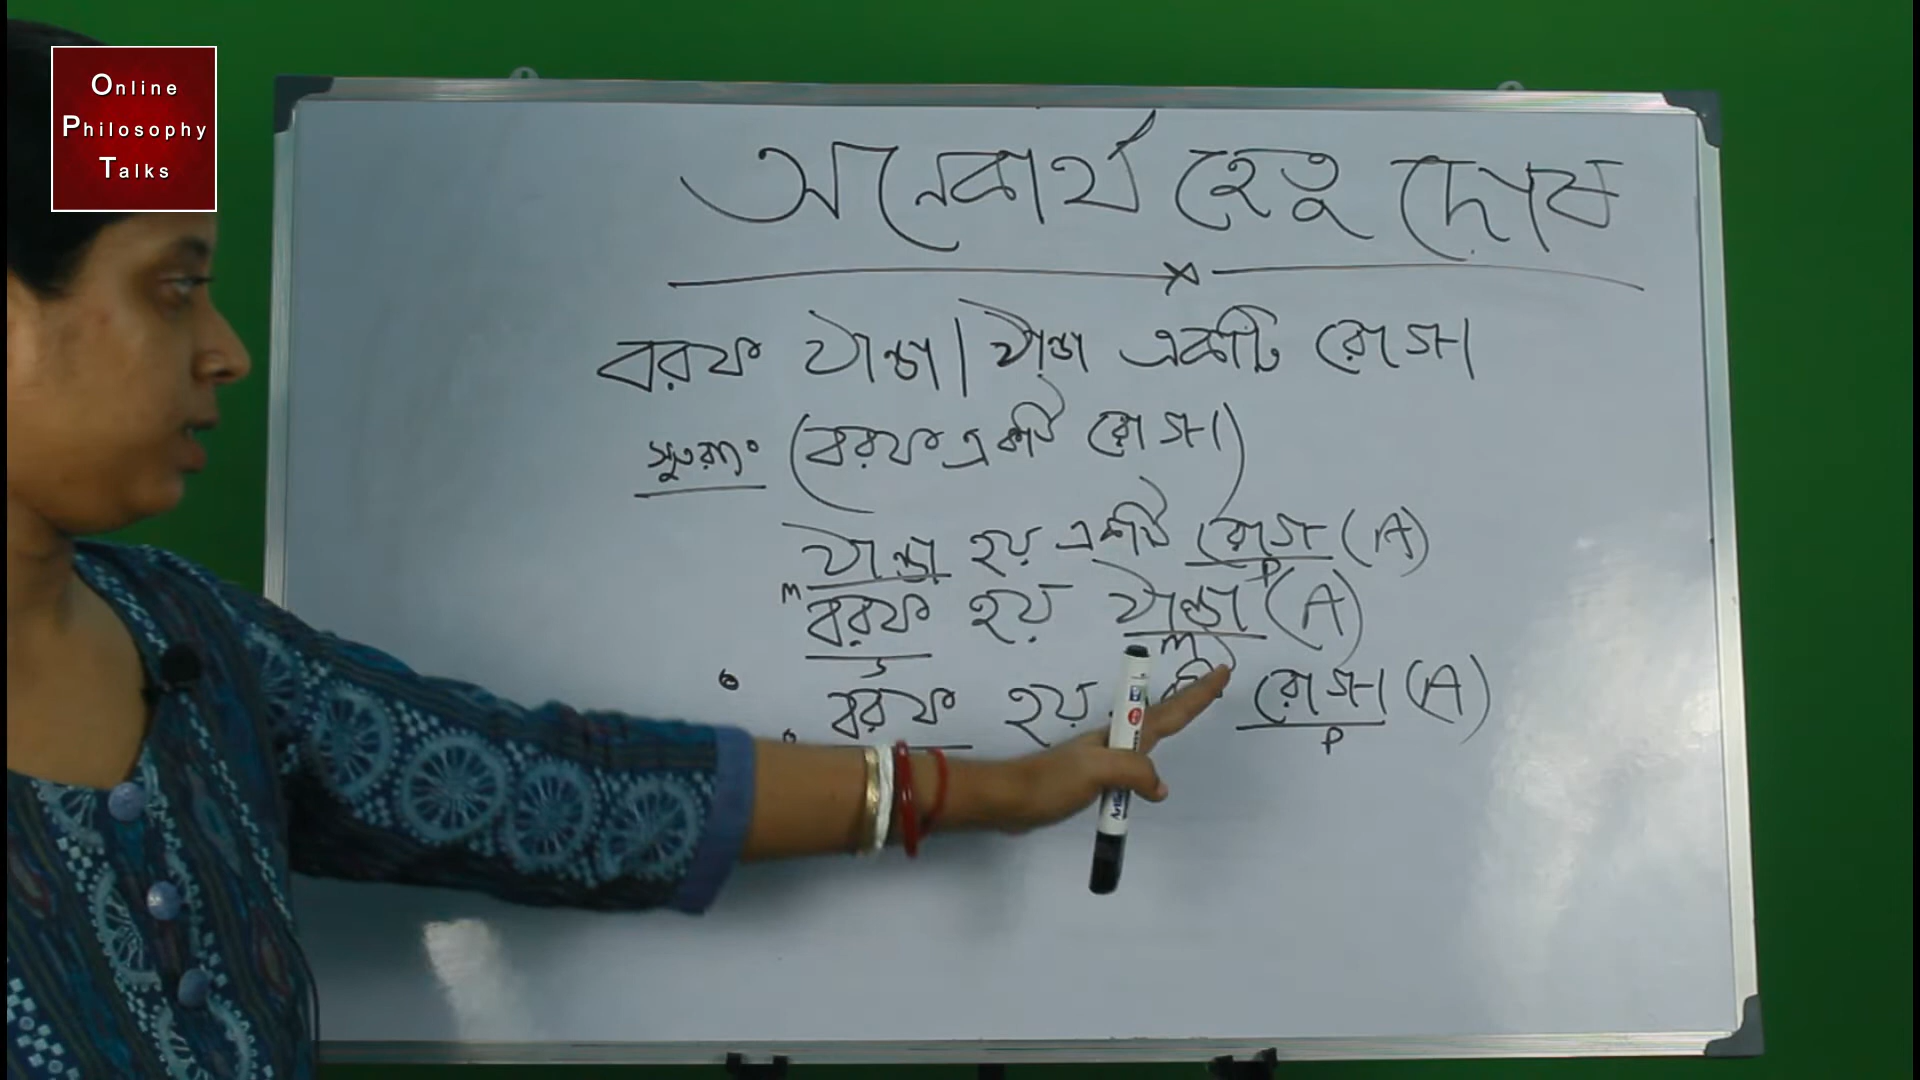 Online
Philosophy
Talks
অনেকার্থ হেতু দোষ
বরফ ঠান্ডা। ঠান্ডা একটি রোগ।
সুতরাং (বরফ একটি রোগ।)
ঠান্ডা হয় একটি রোগ (A)
M P
বরফ হয় ঠান্ডা (A)
S M
∴ বরফ হয় রোগ। (A)
P